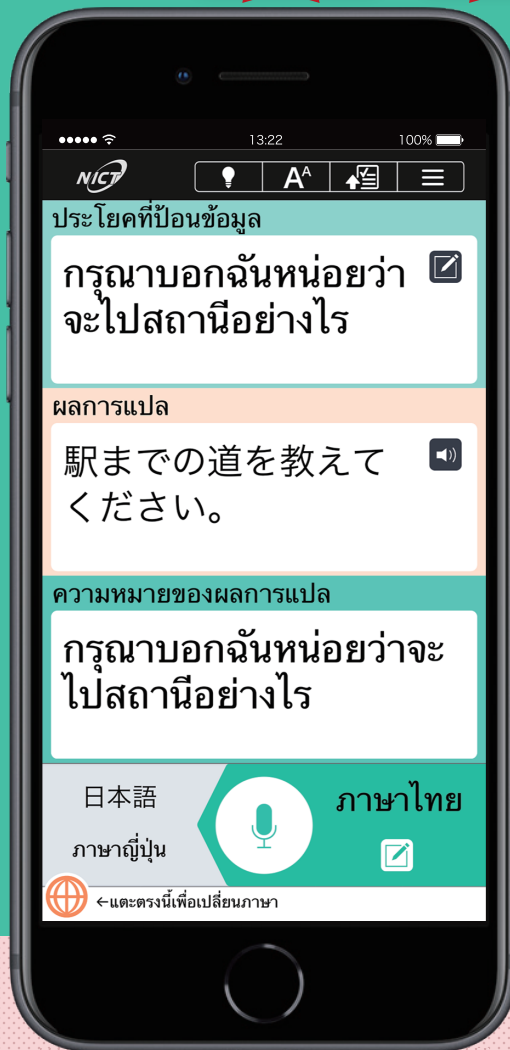 13:22
100%
NICT
AA
ประโยคที่ป้อนข้อมูล
กรุณาบอกฉันหน่อยว่า
จะไปสถานีอย่างไร
ผลการแปล
駅までの道を教えて
ください。
ความหมายของผลการแปล
กรุณาบอกฉันหน่อยว่าจะ
ไปสถานีอย่างไร
日本語
ภาษาญี่ปุ่น
ภาษาไทย
←แตะตรงนี้เพื่อเปลี่ยนภาษา